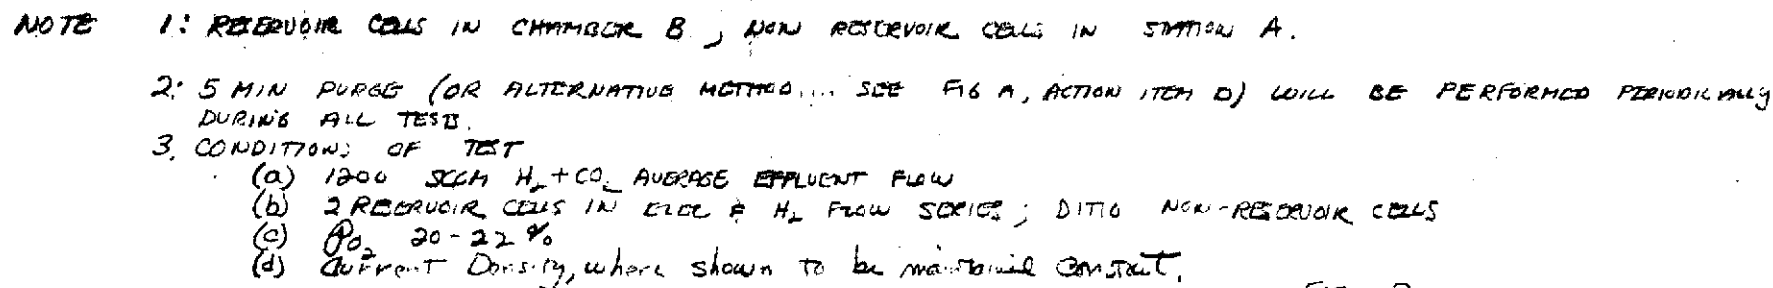 NOTE 1: RESERVOIR CELLS IN CHAMBER B, NON RESERVOIR CELLS IN STATION A.
2: 5 MIN PURGE (OR ALTERNATIVE METHOD.... SEE FIG A, ACTION ITEM D) WILL BE PERFORMED PERIODICALLY
DURING ALL TESTS.
3. CONDITIONS OF TEST
(a) 1200 SCCM H2+CO2 AVERAGE EFFLUENT FLOW
(b) 2 RESERVOIR CELLS IN ELEC & H2 FLOW SERIES; DITTO NON-RESERVOIR CELLS
(c) PO2 20-22%
(d) Current Density, where shown to be maintained constant.